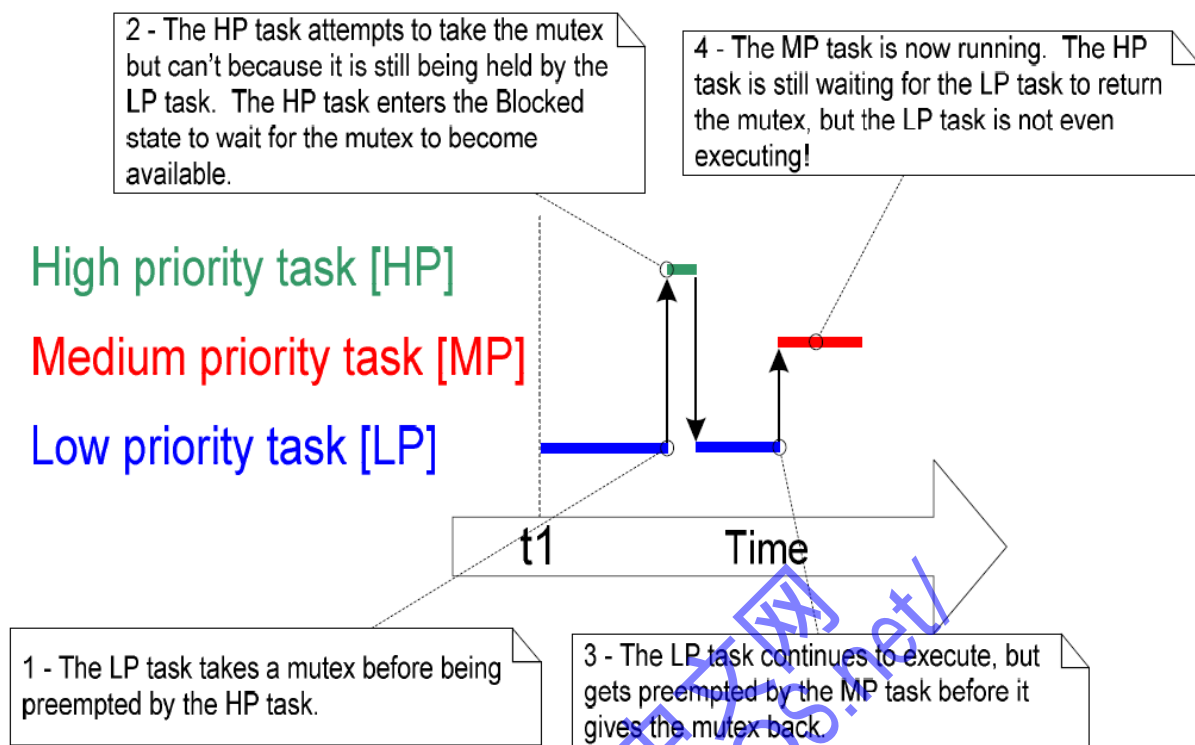 2 - The HP task attempts to take the mutex
but can't because it is still being held by the
LP task. The HP task enters the Blocked
state to wait for the mutex to become
available.
4 - The MP task is now running. The HP
task is still waiting for the LP task to return
the mutex, but the LP task is not even
executing!
High priority task [HP]
Medium priority task [MP]
Low priority task [LP]
t1
Time
1 - The LP task takes a mutex before being
preempted by the HP task.
3 - The LP task continues to execute, but
gets preempted by the MP task before it
gives the mutex back.
中文网
os.net/